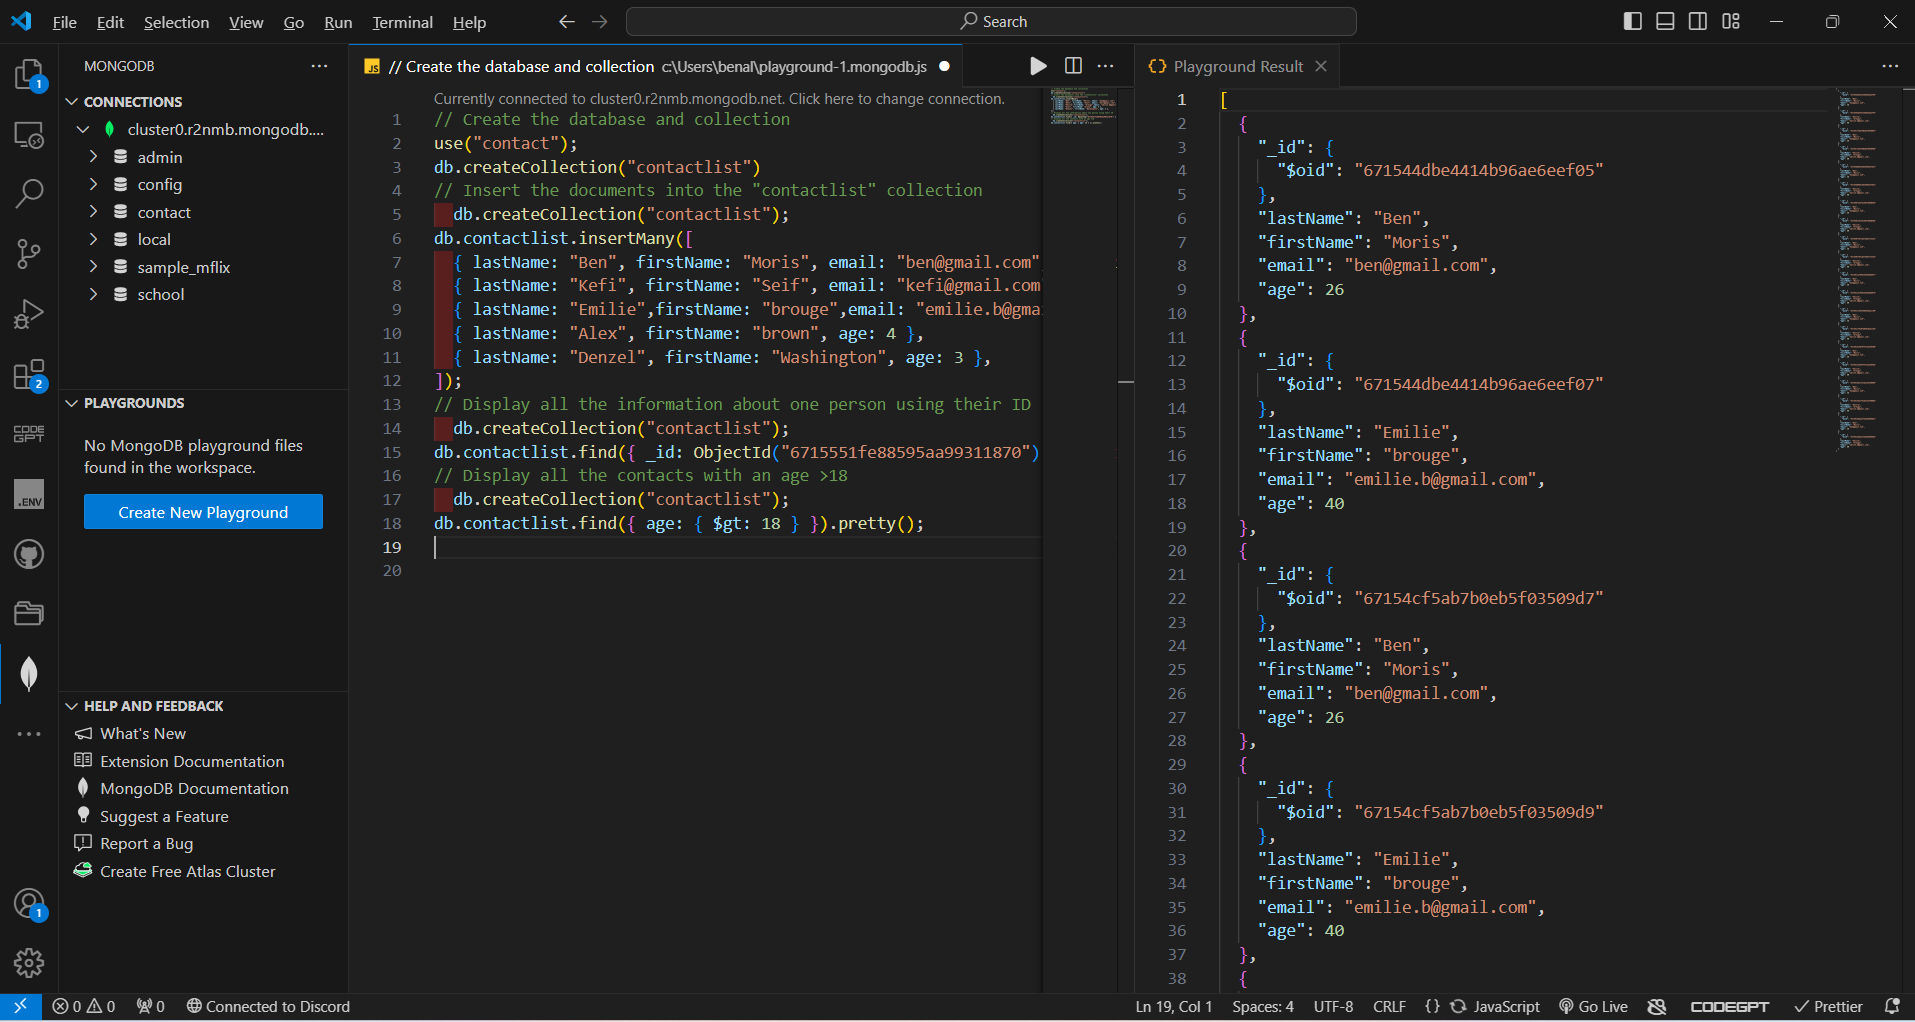 File Edit Selection View Go Run Terminal Help
Search
MONGODB
CONNECTIONS
cluster0.r2nmb.mongodb....
admin
config
contact
local
sample_mflix
school
PLAYGROUNDS
No MongoDB playground files
found in the workspace.
Create New Playground
HELP AND FEEDBACK
What's New
Extension Documentation
MongoDB Documentation
Suggest a Feature
Report a Bug
Create Free Atlas Cluster
1
2
CODE
GPT
.ENV
1
JS // Create the database and collection c:\Users\benal\playground-1.mongodb.js
Currently connected to cluster0.r2nmb.mongodb.net. Click here to change connection.
1 // Create the database and collection
2 use("contact");
3 db.createCollection("contactlist")
4 // Insert the documents into the "contactlist" collection
5 db.createCollection("contactlist");
6 db.contactlist.insertMany([
7 { lastName: "Ben", firstName: "Moris", email: "ben@gmail.com"
8 { lastName: "Kefi", firstName: "Seif", email: "kefi@gmail.com
9 { lastName: "Emilie",firstName: "brouge",email: "emilie.b@gma
10 { lastName: "Alex", firstName: "brown", age: 4 },
11 { lastName: "Denzel", firstName: "Washington", age: 3 },
12 ]);
13 // Display all the information about one person using their ID
14 db.createCollection("contactlist");
15 db.contactlist.find({ _id: ObjectId("6715551fe88595aa99311870")
16 // Display all the contacts with an age >18
17 db.createCollection("contactlist");
18 db.contactlist.find({ age: { $gt: 18 } }).pretty();
19
20
{} Playground Result
1 [
2 {
3 "_id": {
4 "$oid": "671544dbe4414b96ae6eef05"
5 },
6 "lastName": "Ben",
7 "firstName": "Moris",
8 "email": "ben@gmail.com",
9 "age": 26
10 },
11 {
12 "_id": {
13 "$oid": "671544dbe4414b96ae6eef07"
14 },
15 "lastName": "Emilie",
16 "firstName": "brouge",
17 "email": "emilie.b@gmail.com",
18 "age": 40
19 },
20 {
21 "_id": {
22 "$oid": "67154cf5ab7b0eb5f03509d7"
23 },
24 "lastName": "Ben",
25 "firstName": "Moris",
26 "email": "ben@gmail.com",
27 "age": 26
28 },
29 {
30 "_id": {
31 "$oid": "67154cf5ab7b0eb5f03509d9"
32 },
33 "lastName": "Emilie",
34 "firstName": "brouge",
35 "email": "emilie.b@gmail.com",
36 "age": 40
37 },
38 {
0 0 0 Connected to Discord Ln 19, Col 1 Spaces: 4 UTF-8 CRLF {} JavaScript Go Live CODEGPT Prettier